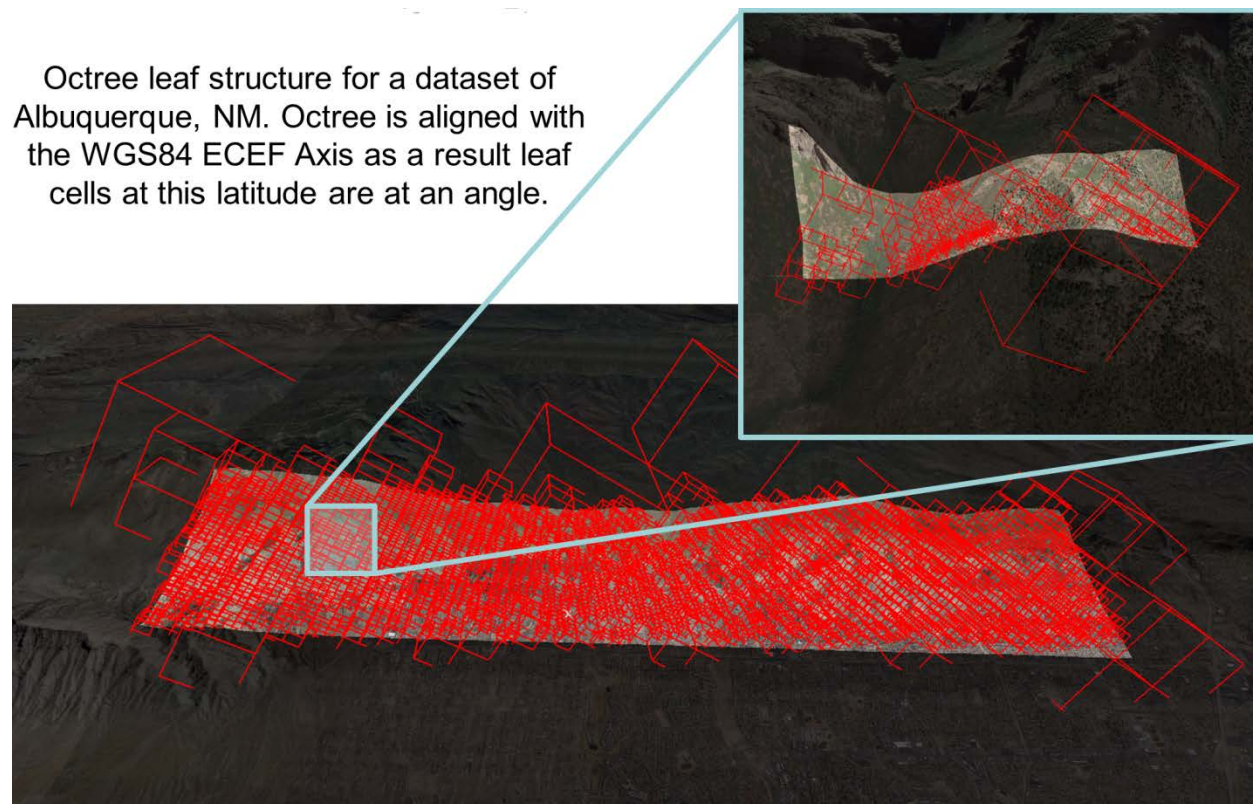 Octree leaf structure for a dataset of
Albuquerque, NM. Octree is aligned with
the WGS84 ECEF Axis as a result leaf
cells at this latitude are at an angle.